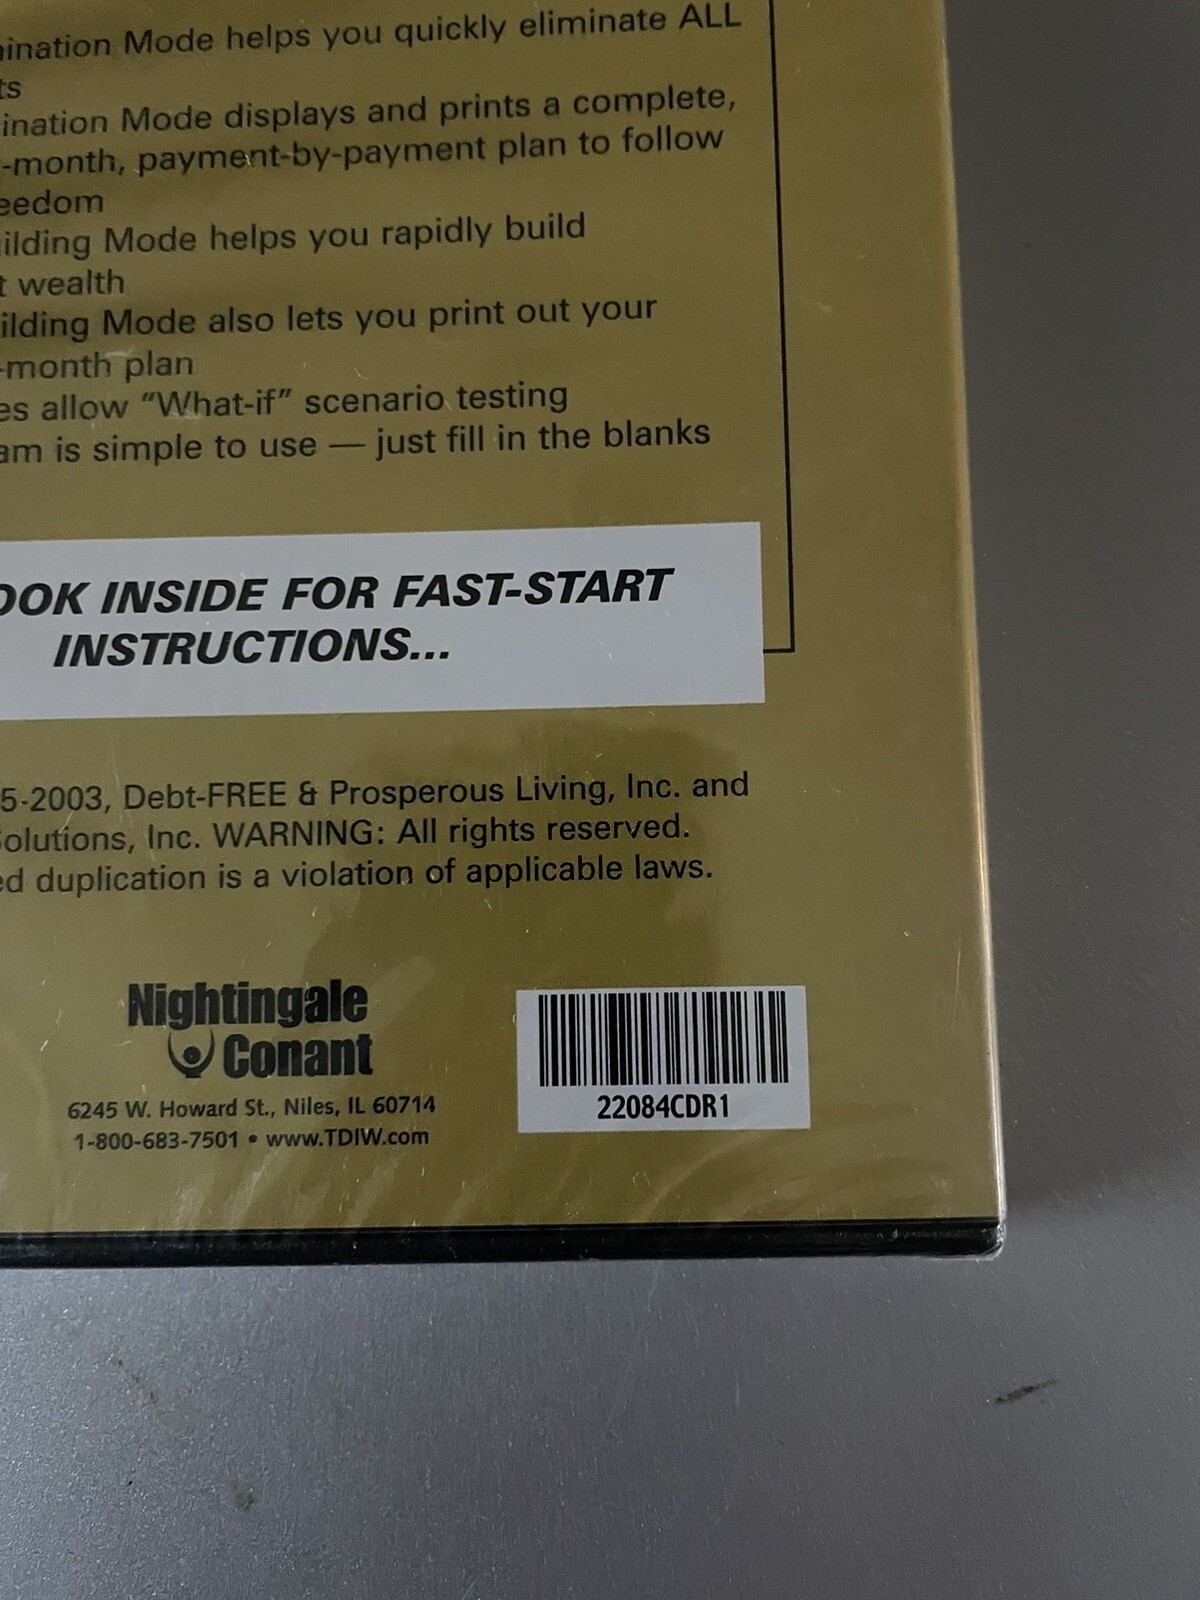 ination Mode helps you quickly eliminate ALL
ts
ination Mode displays and prints a complete,
-month, payment-by-payment plan to follow
eedom
ilding Mode helps you rapidly build
t wealth
ilding Mode also lets you print out your
-month plan
es allow “What-if” scenario testing
am is simple to use — just fill in the blanks
OOK INSIDE FOR FAST-START
INSTRUCTIONS...
5-2003, Debt-FREE & Prosperous Living, Inc. and
Solutions, Inc. WARNING: All rights reserved.
ed duplication is a violation of applicable laws.
Nightingale
Conant
6245 W. Howard St., Niles, IL 60714
1-800-683-7501 • www.TDIW.com
22084CDR1